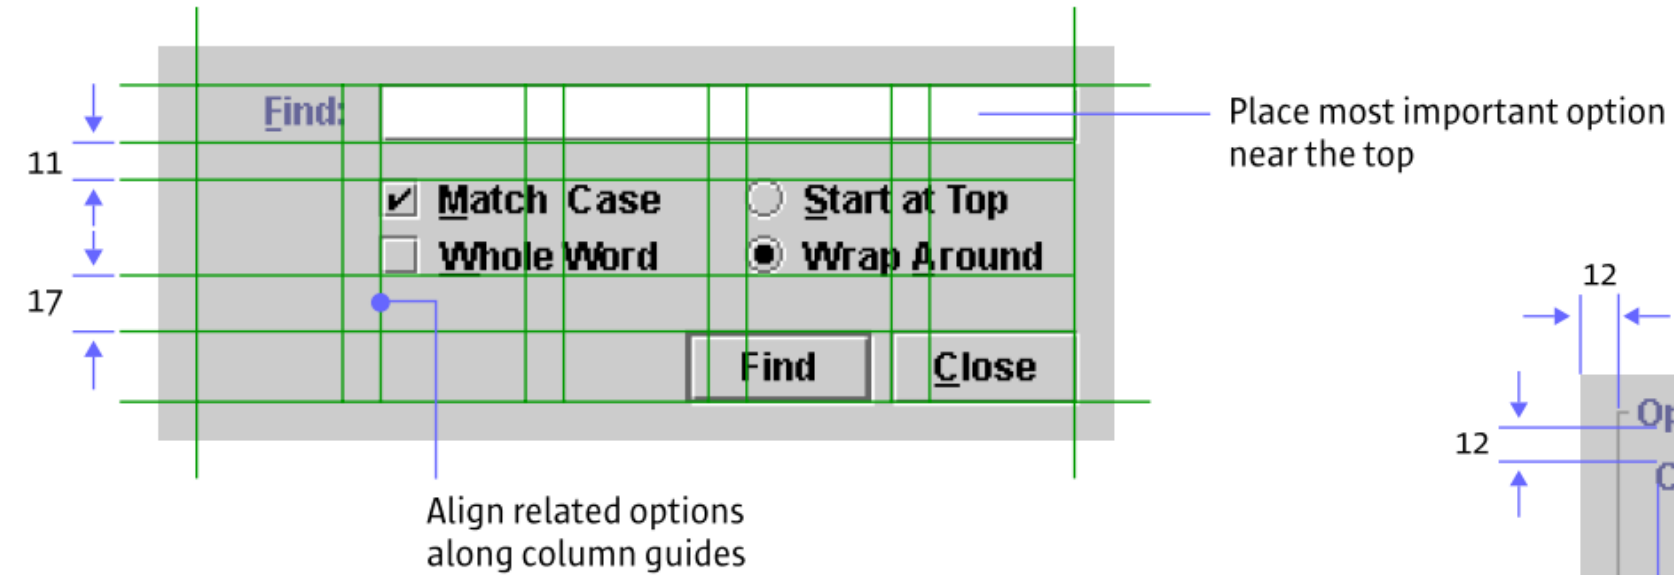 Find:
Place most important option
near the top
11
Match Case
Start at Top
Whole Word
Wrap Around
17
12
Find
Close
12
Align related options
along column guides